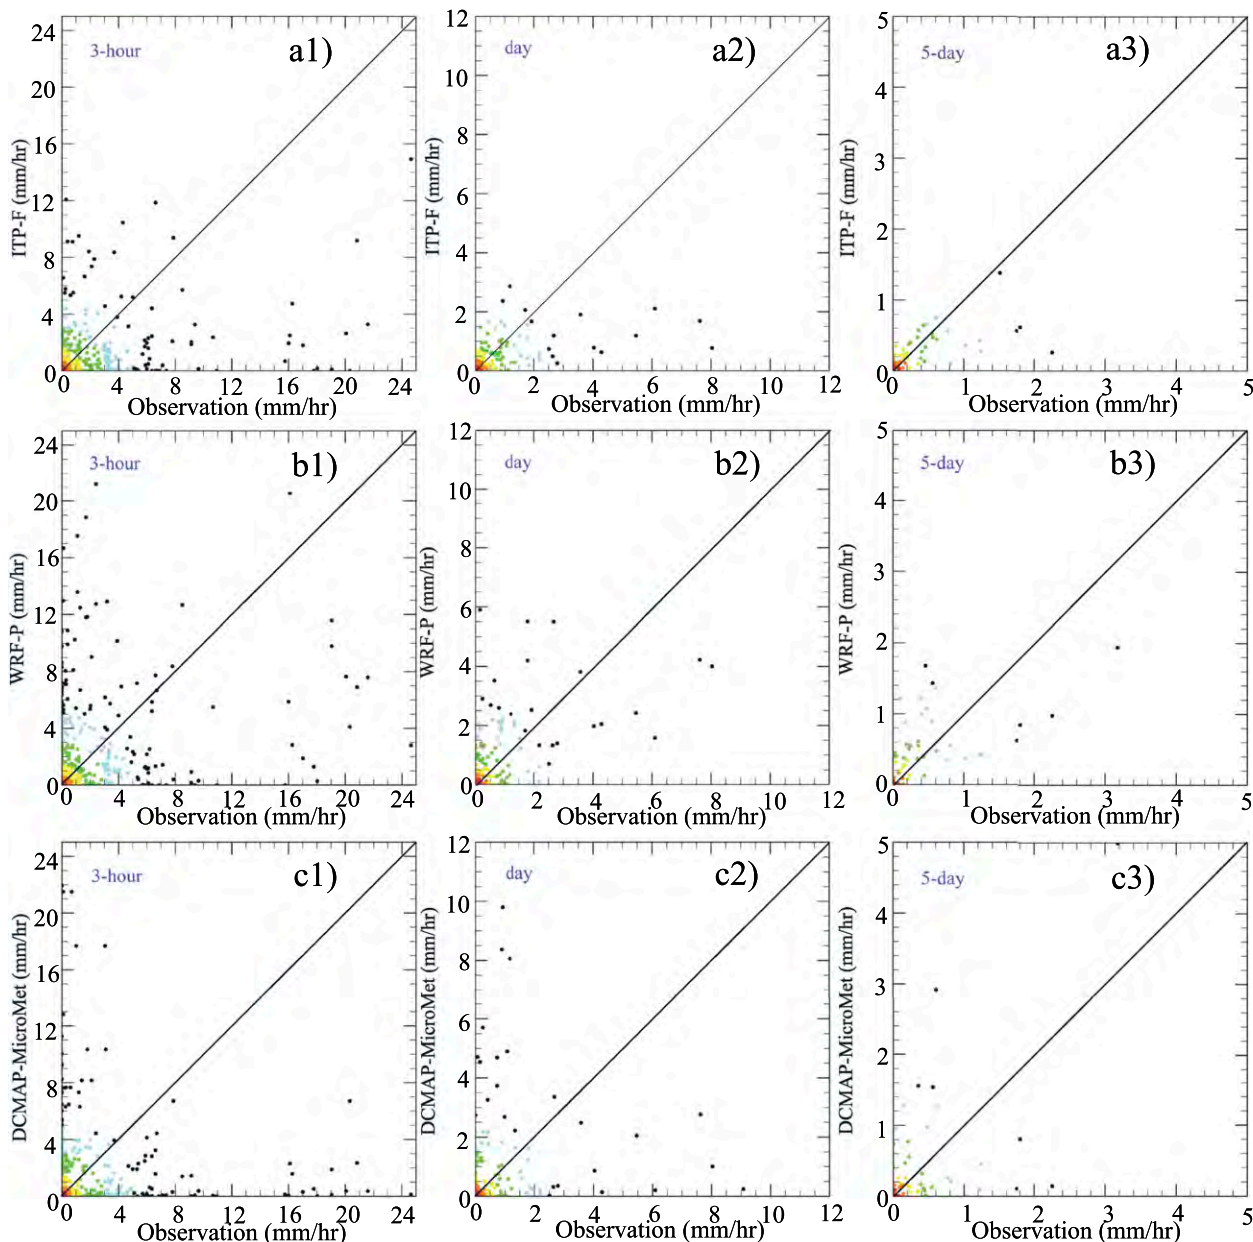 3-hour
a1)
24
20
16
12
8
4
0
ITP-F (mm/hr)
0 4 8 12 16 20 24
Observation (mm/hr)
day
a2)
12
10
8
6
4
2
0
ITP-F (mm/hr)
0 2 4 6 8 10 12
Observation (mm/hr)
5-day
a3)
5
4
3
2
1
0
ITP-F (mm/hr)
0 1 2 3 4 5
Observation (mm/hr)
3-hour
b1)
24
20
16
12
8
4
0
WRF-P (mm/hr)
0 4 8 12 16 20 24
Observation (mm/hr)
day
b2)
12
10
8
6
4
2
0
WRF-P (mm/hr)
0 2 4 6 8 10 12
Observation (mm/hr)
5-day
b3)
5
4
3
2
1
0
WRF-P (mm/hr)
0 1 2 3 4 5
Observation (mm/hr)
3-hour
c1)
24
20
16
12
8
4
0
DCMAP-MicroMet (mm/hr)
0 4 8 12 16 20 24
Observation (mm/hr)
day
c2)
12
10
8
6
4
2
0
DCMAP-MicroMet (mm/hr)
0 2 4 6 8 10 12
Observation (mm/hr)
5-day
c3)
5
4
3
2
1
0
DCMAP-MicroMet (mm/hr)
0 1 2 3 4 5
Observation (mm/hr)